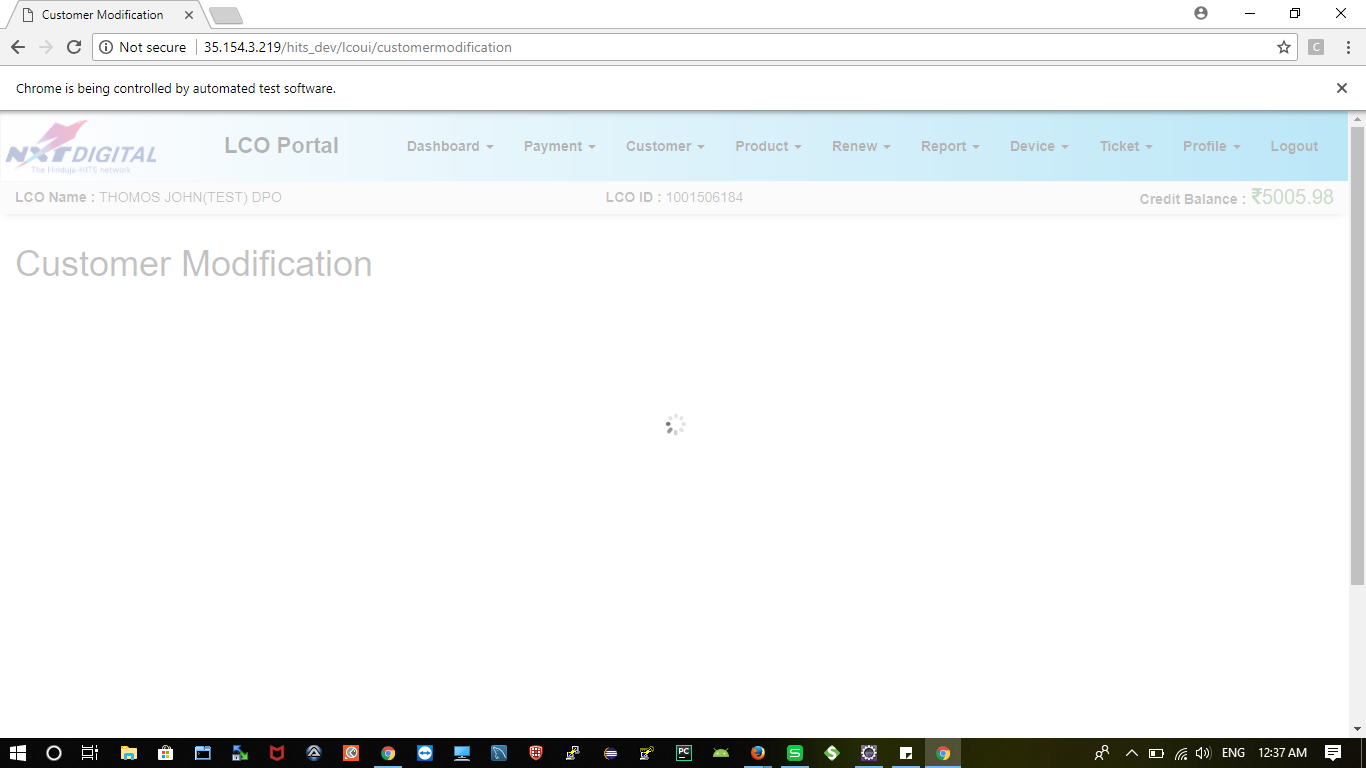 Customer Modification
Not secure 35.154.3.219/hits_dev/lcoui/customermodification
C
Chrome is being controlled by automated test software.
NXTDIGITAL
The Hinduja-HITS network
LCO Portal Dashboard Payment Customer Product Renew Report Device Ticket Profile Logout
LCO Name : THOMOS JOHN(TEST) DPO LCO ID : 1001506184 Credit Balance : ₹5005.98
Customer Modification
PC ENG 12:37 AM